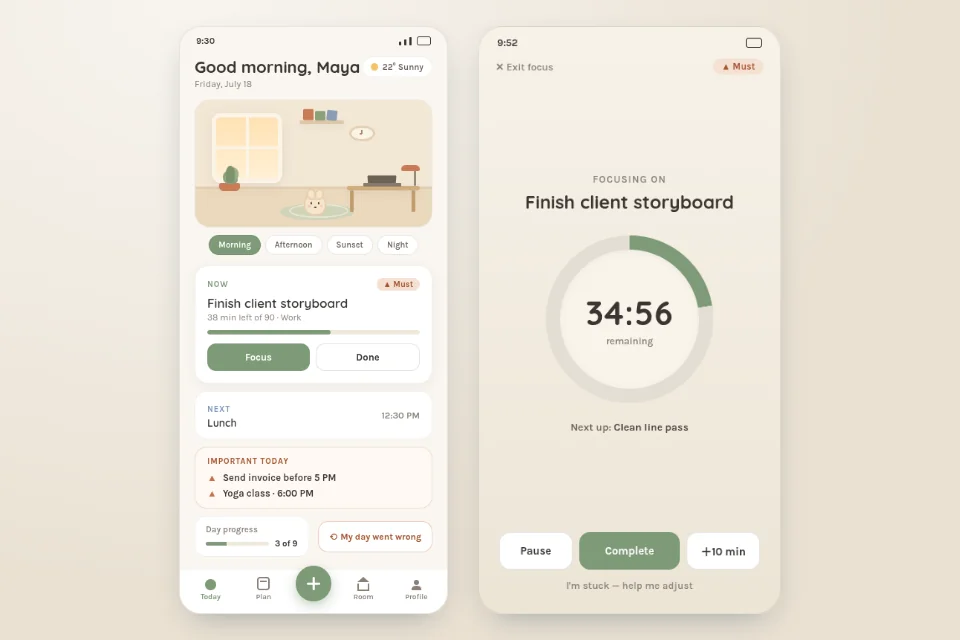 9:30
Good morning, Maya
22° Sunny
Friday, July 18
Morning
Afternoon
Sunset
Night
NOW
▲ Must
Finish client storyboard
38 min left of 90 · Work
Focus
Done
NEXT
Lunch
12:30 PM
IMPORTANT TODAY
▲ Send invoice before 5 PM
▲ Yoga class · 6:00 PM
Day progress
3 of 9
⟲ My day went wrong
Today
Plan
+
Room
Profile
9:52
✕ Exit focus
▲ Must
FOCUSING ON
Finish client storyboard
34:56
remaining
Next up: Clean line pass
Pause
Complete
+10 min
I'm stuck — help me adjust